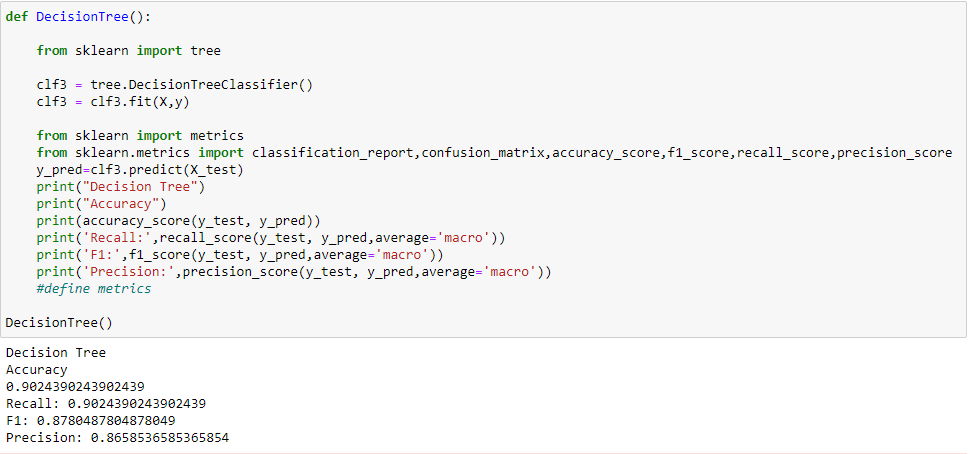 def DecisionTree():
from sklearn import tree
clf3 = tree.DecisionTreeClassifier()
clf3 = clf3.fit(X,y)
from sklearn import metrics
from sklearn.metrics import classification_report,confusion_matrix,accuracy_score,f1_score,recall_score,precision_score
y_pred=clf3.predict(X_test)
print("Decision Tree")
print("Accuracy")
print(accuracy_score(y_test, y_pred))
print('Recall:',recall_score(y_test, y_pred,average='macro'))
print('F1:',f1_score(y_test, y_pred,average='macro'))
print('Precision:',precision_score(y_test, y_pred,average='macro'))
#define metrics
DecisionTree()
Decision Tree
Accuracy
0.9024390243902439
Recall: 0.9024390243902439
F1: 0.8780487804878049
Precision: 0.8658536585365854